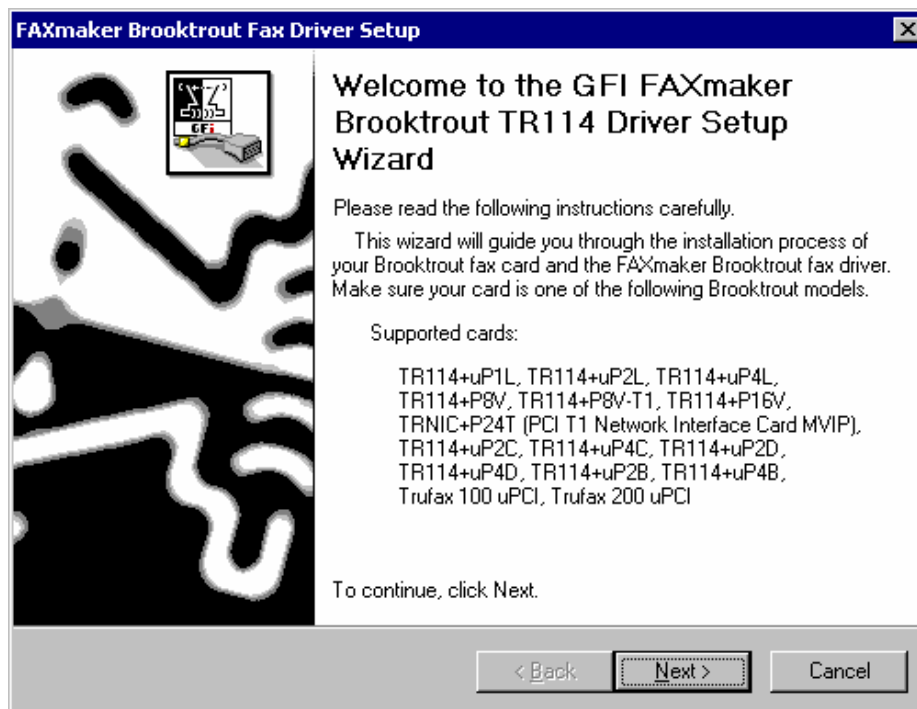 FAXmaker Brooktrout Fax Driver Setup
GFI
Welcome to the GFI FAXmaker
Brooktrout TR114 Driver Setup
Wizard
Please read the following instructions carefully.
This wizard will guide you through the installation process of
your Brooktrout fax card and the FAXmaker Brooktrout fax driver.
Make sure your card is one of the following Brooktrout models.
Supported cards:
TR114+uP1L, TR114+uP2L, TR114+uP4L,
TR114+P8V, TR114+P8V-T1, TR114+P16V,
TRNIC+P24T (PCI T1 Network Interface Card MVIP),
TR114+uP2C, TR114+uP4C, TR114+uP2D,
TR114+uP4D, TR114+uP2B, TR114+uP4B,
Trufax 100 uPCI, Trufax 200 uPCI
To continue, click Next.
< Back
Next >
Cancel